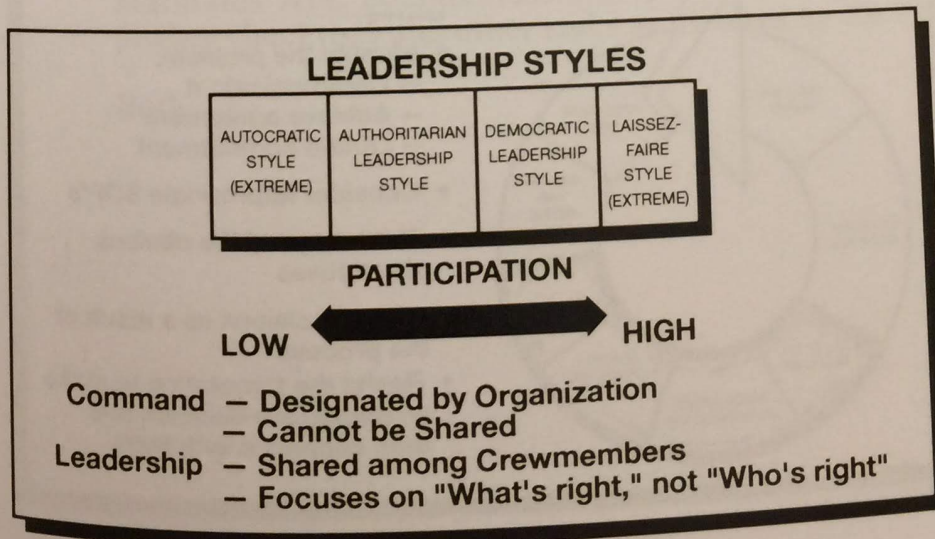 LEADERSHIP STYLES
AUTOCRATIC
STYLE
(EXTREME)
AUTHORITARIAN
LEADERSHIP
STYLE
DEMOCRATIC
LEADERSHIP
STYLE
LAISSEZ-
FAIRE
STYLE
(EXTREME)
PARTICIPATION
LOW
HIGH
Command – Designated by Organization
– Cannot be Shared
Leadership – Shared among Crewmembers
– Focuses on "What's right," not "Who's right"